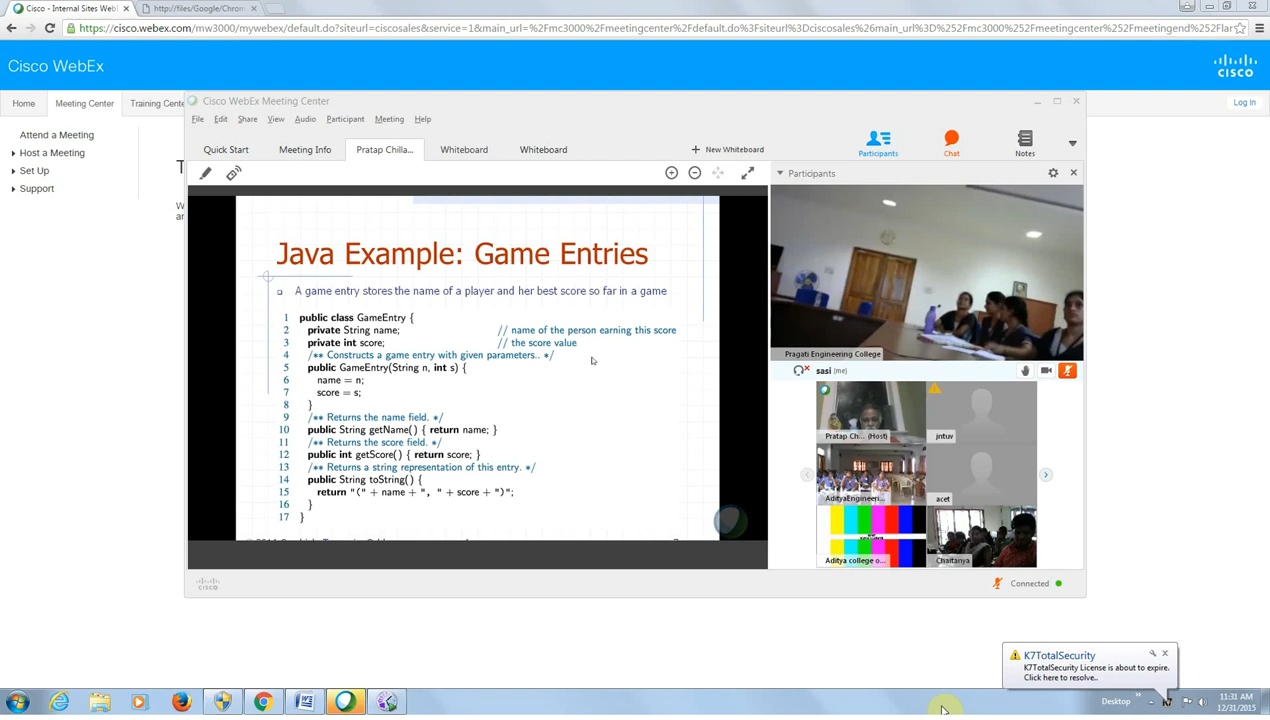 Cisco - Internal Sites WebE
http://files/Google/Chrom
https://cisco.webex.com/mw3000/mywebex/default.do?siteurl=ciscosales&service=1&main_url=%2Fmc3000%2Fmeetingcenter%2Fdefault.do%3Fsiteurl%3Dciscosales%26main_url%3D%252Fmc3000%252Fmeetingcenter%252Fmeetingend%252Flar
Cisco WebEx
CISCO
Home
Meeting Center
Training Cente
Log In
Attend a Meeting
Host a Meeting
Set Up
Support
T
W
ar
Cisco WebEx Meeting Center
File Edit Share View Audio Participant Meeting Help
Quick Start
Meeting Info
Pratap Chilla...
Whiteboard
Whiteboard
+ New Whiteboard
Participants
Chat
Notes
Participants
Java Example: Game Entries
A game entry stores the name of a player and her best score so far in a game
1 public class GameEntry {
2 private String name; // name of the person earning this score
3 private int score; // the score value
4 /** Constructs a game entry with given parameters.. */
5 public GameEntry(String n, int s) {
6 name = n;
7 score = s;
8 }
9 /** Returns the name field. */
10 public String getName() { return name; }
11 /** Returns the score field. */
12 public int getScore() { return score; }
13 /** Returns a string representation of this entry. */
14 public String toString() {
15 return "(" + name + ", " + score + ")";
16 }
17 }
Pragati Engineering College
sasi (me)
Pratap Ch... (Host)
jntuv
AdityaEngineeri...
acet
Aditya college o...
Chaitanya
CISCO
Connected
K7TotalSecurity
K7TotalSecurity License is about to expire.
Click here to resolve..
Desktop
11:31 AM
12/31/2015